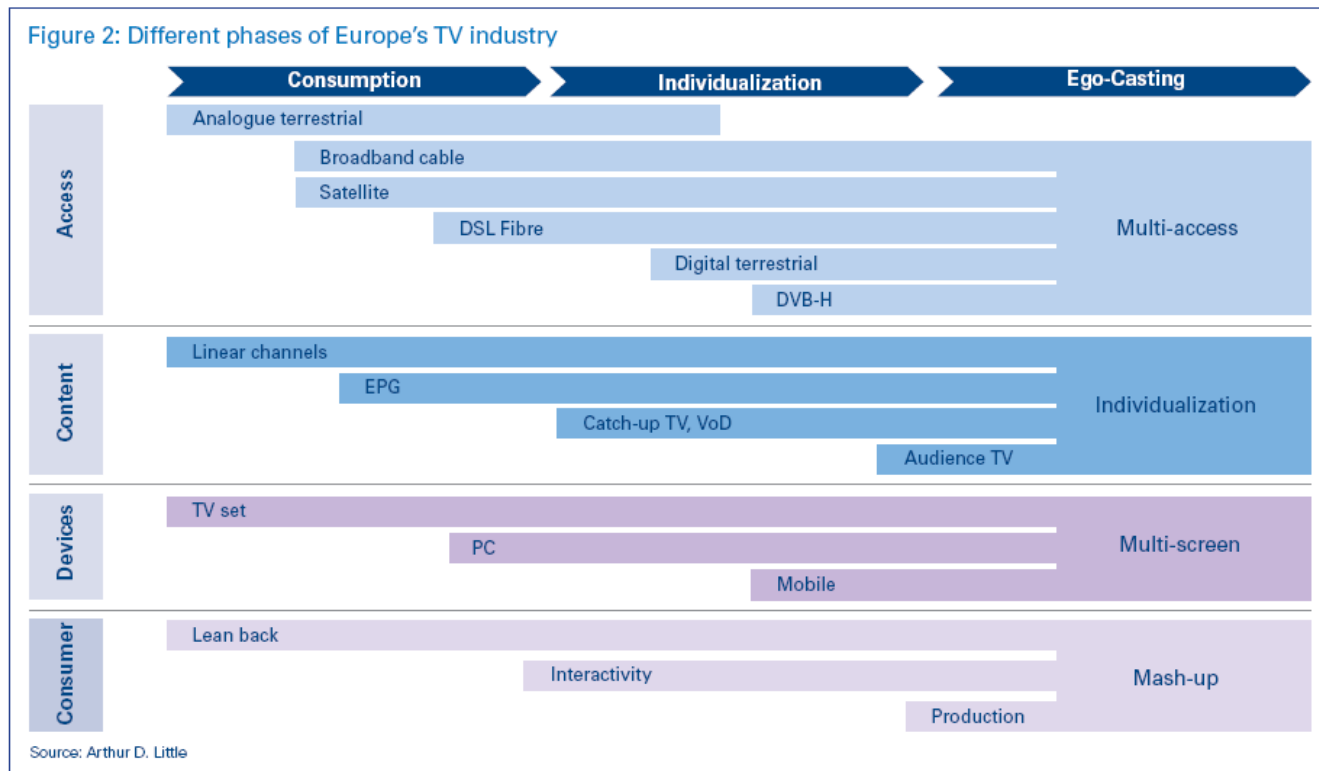 Figure 2: Different phases of Europe's TV industry
Consumption
Individualization
Ego-Casting
Access
Analogue terrestrial
Broadband cable
Satellite
DSL Fibre
Digital terrestrial
DVB-H
Multi-access
Content
Linear channels
EPG
Catch-up TV, VoD
Audience TV
Individualization
Devices
TV set
PC
Mobile
Multi-screen
Consumer
Lean back
Interactivity
Production
Mash-up
Source: Arthur D. Little